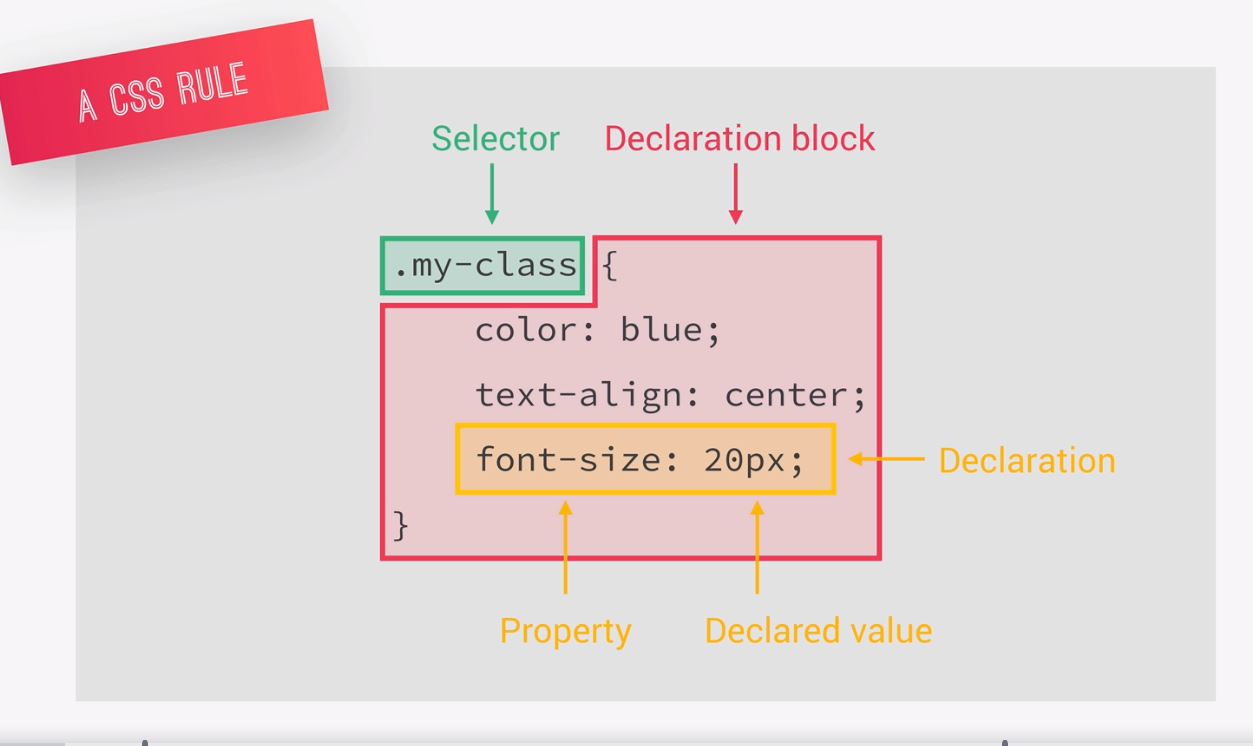 A CSS RULE
Selector Declaration block
.my-class {
color: blue;
text-align: center;
font-size: 20px;
Declaration
}
Property Declared value